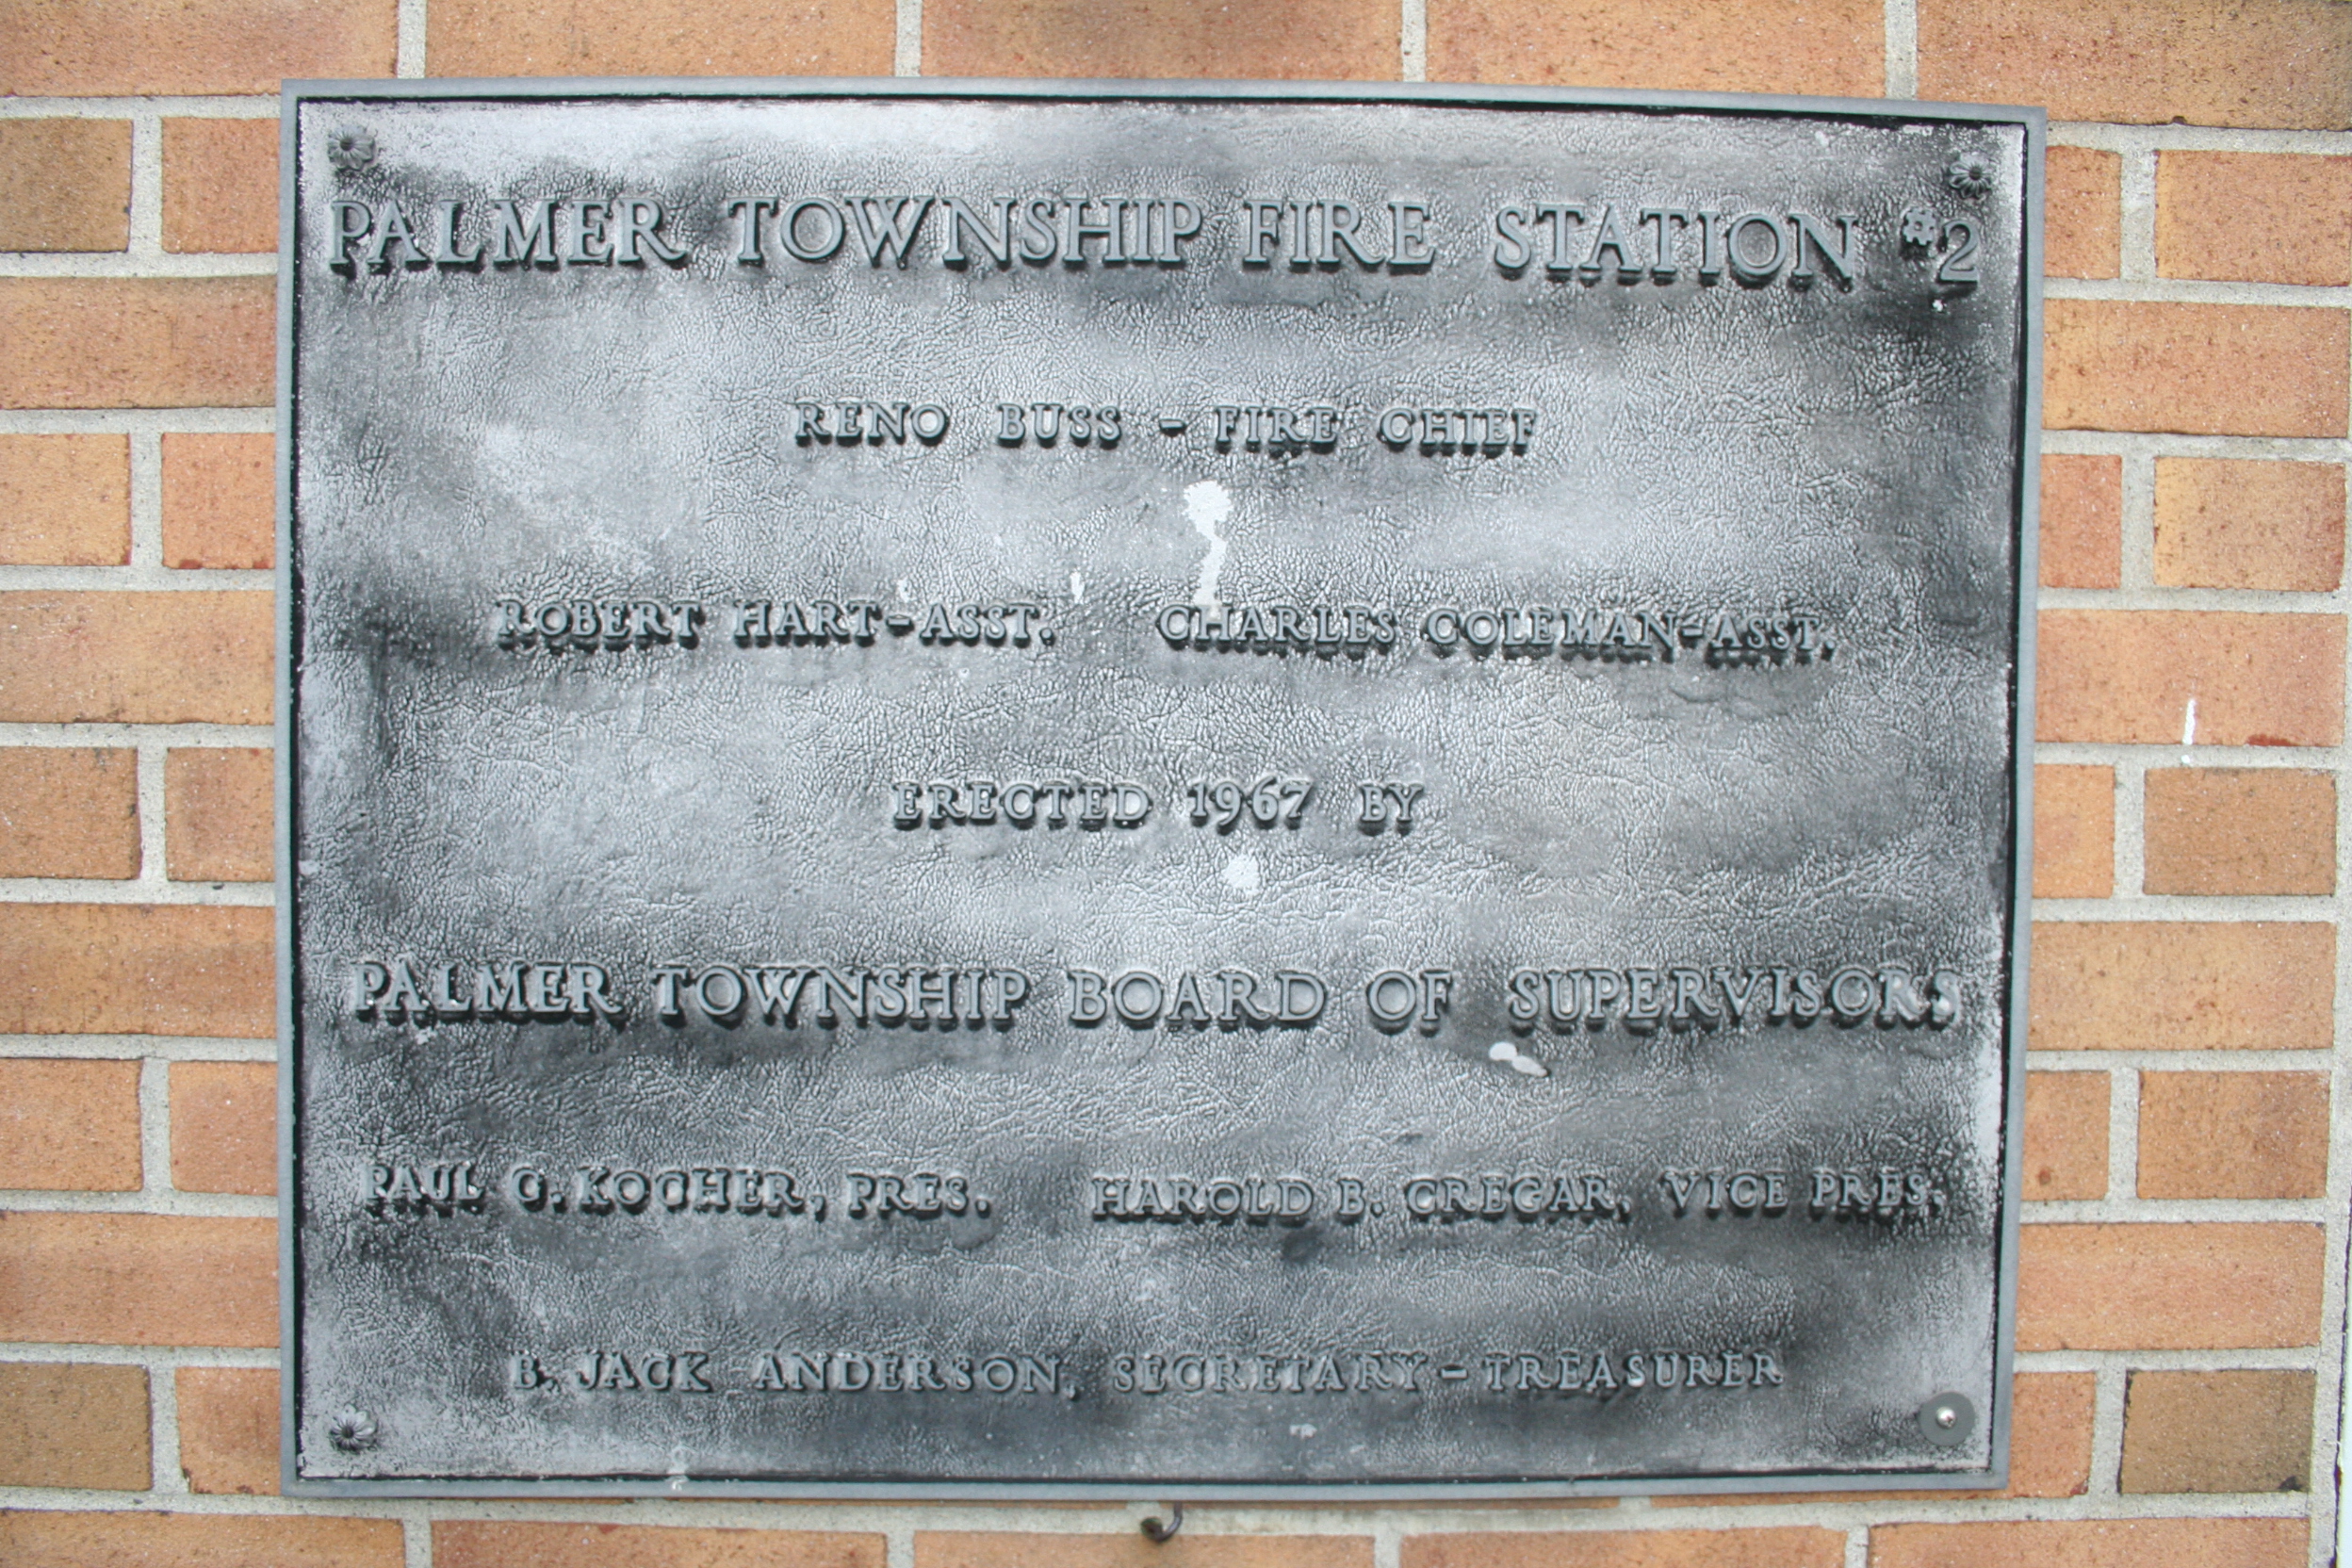 PALMER TOWNSHIP FIRE STATION #2
RENO BUSS - FIRE CHIEF
ROBERT HART-ASST. CHARLES COLEMAN-ASST.
ERECTED 1967 BY
PALMER TOWNSHIP BOARD OF SUPERVISORS
PAUL G. KOCHER, PRES. HAROLD B. CREGAR, VICE PRES.
B. JACK ANDERSON, SECRETARY-TREASURER